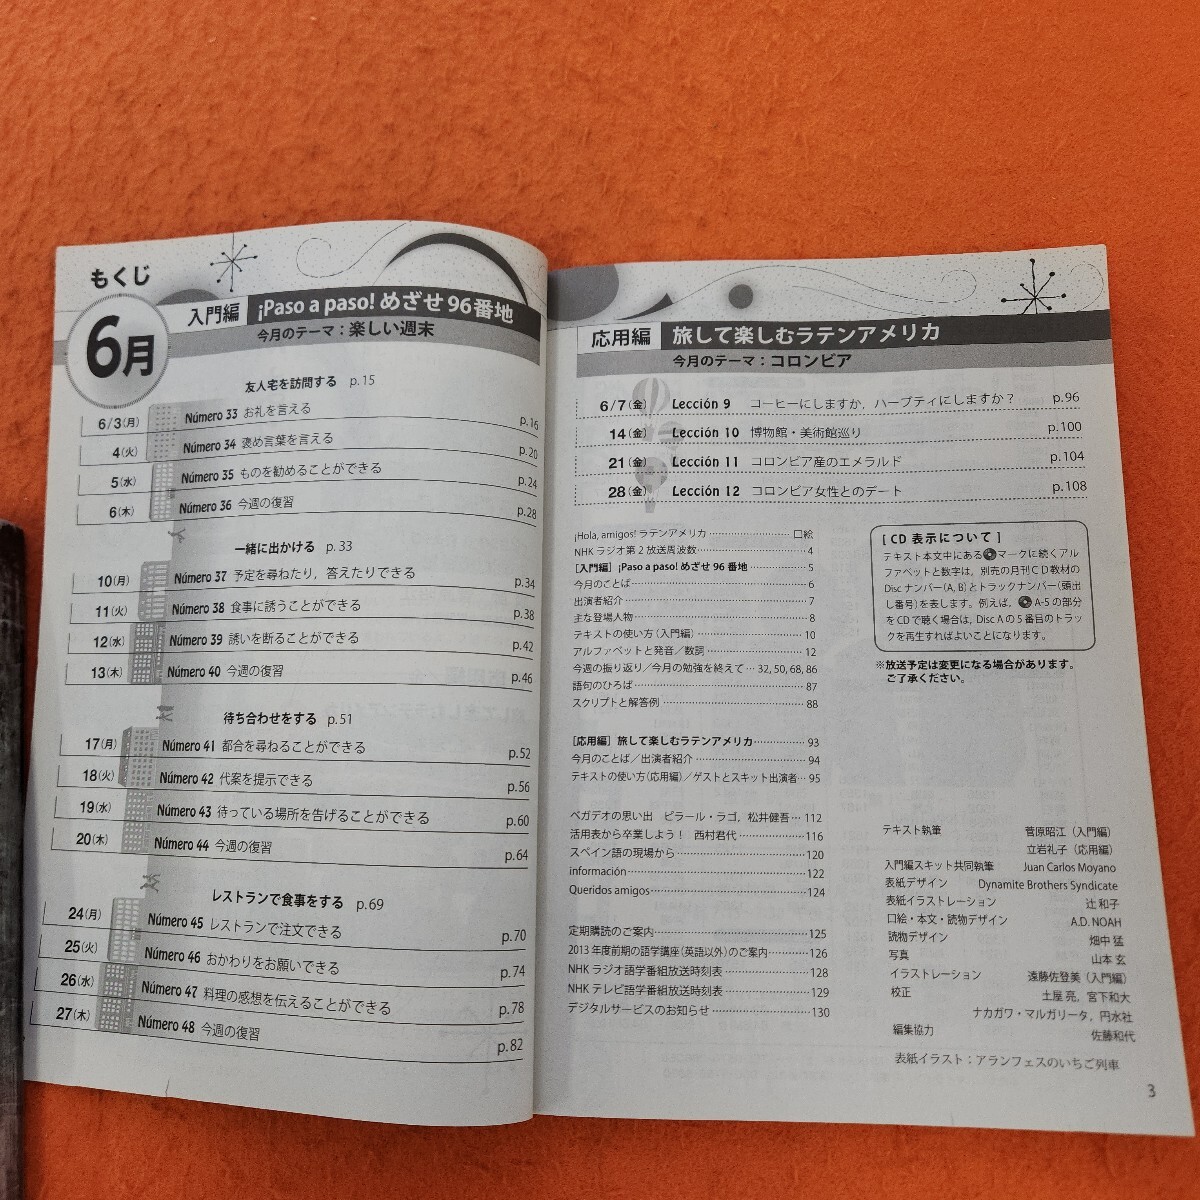 もくじ
6月
入門編 ¡Paso a paso! めざせ96番地
今月のテーマ：楽しい週末
友人宅を訪問する p.15
6/3(月) Número 33 お礼を言える p.16
4(火) Número 34 褒め言葉を言える p.20
5(水) Número 35 ものを勧めることができる p.24
6(木) Número 36 今週の復習 p.28
一緒に出かける p.33
10(月) Número 37 予定を尋ねたり，答えたりできる p.34
11(火) Número 38 食事に誘うことができる p.38
12(水) Número 39 誘いを断ることができる p.42
13(木) Número 40 今週の復習 p.46
待ち合わせをする p.51
17(月) Número 41 都合を尋ねることができる p.52
18(火) Número 42 代案を提示できる p.56
19(水) Número 43 待っている場所を告げることができる p.60
20(木) Número 44 今週の復習 p.64
レストランで食事をする p.69
24(月) Número 45 レストランで注文できる p.70
25(火) Número 46 おかわりをお願いできる p.74
26(水) Número 47 料理の感想を伝えることができる p.78
27(木) Número 48 今週の復習 p.82
応用編 旅して楽しむラテンアメリカ
今月のテーマ：コロンビア
6/7(金) Lección 9 コーヒーにしますか，ハーブティにしますか？ p.96
14(金) Lección 10 博物館・美術館巡り p.100
21(金) Lección 11 コロンビア産のエメラルド p.104
28(金) Lección 12 コロンビア女性とのデート p.108
¡Hola, amigos! ラテンアメリカ…………口絵
NHKラジオ第2放送周波数…………4
[入門編] ¡Paso a paso! めざせ96番地…………5
今月のことば…………6
出演者紹介…………7
主な登場人物…………8
テキストの使い方（入門編）…………10
アルファベットと発音／数詞…………12
今週の振り返り／今月の勉強を終えて…32, 50, 68, 86
語句のひろば…………87
スクリプトと解答例…………88
[応用編] 旅して楽しむラテンアメリカ…………93
今月のことば／出演者紹介…………94
テキストの使い方（応用編）／ゲストとスキット出演者…95
ベガデオの思い出 ピラール・ラゴ，松井健吾…112
活用表から卒業しよう！ 西村君代…………116
スペイン語の現場から…………120
información…………122
Queridos amigos…………124
定期購読のご案内…………125
2013年度前期の語学講座(英語以外)のご案内…………126
NHKラジオ語学番組放送時刻表…………128
NHKテレビ語学番組放送時刻表…………129
デジタルサービスのお知らせ…………130
[CD表示について]
テキスト本文中にあるマークに続くアル
ファベットと数字は，別売の月刊CD教材の
Discナンバー(A, B)とトラックナンバー(頭出
し番号)を表します。例えば，A-5の部分
をCDで聴く場合は，Disc Aの5番目のトラッ
クを再生すればよいことになります。
※放送予定は変更になる場合があります。
ご了承ください。
テキスト執筆 菅原昭江（入門編）
立岩礼子（応用編）
入門編スキット共同執筆 Juan Carlos Moyano
表紙デザイン Dynamite Brothers Syndicate
表紙イラストレーション 辻 和子
口絵・本文・読物デザイン A.D. NOAH
読物デザイン 畑中 猛
写真 山本 玄
イラストレーション 遠藤佐登美（入門編）
校正 土屋 亮，宮下和大
ナカガワ・マルガリータ，円水社
編集協力 佐藤和代
表紙イラスト：アランフェスのいちご列車
3